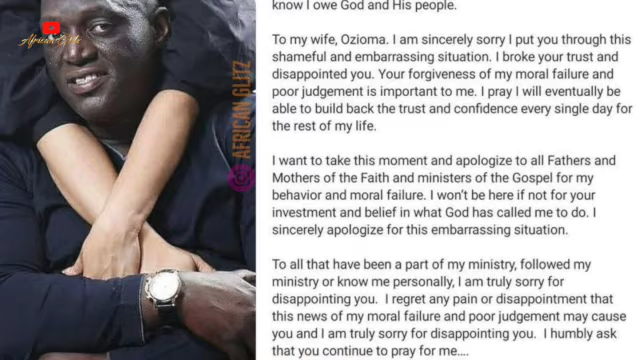 African Glitz
AFRICAN GLITZ
know I owe God and His people.
To my wife, Ozioma. I am sincerely sorry I put you through this
shameful and embarrassing situation. I broke your trust and
disappointed you. Your forgiveness of my moral failure and
poor judgement is important to me. I pray I will eventually be
able to build back the trust and confidence every single day for
the rest of my life.
I want to take this moment and apologize to all Fathers and
Mothers of the Faith and ministers of the Gospel for my
behavior and moral failure. I won't be here if not for your
investment and belief in what God has called me to do. I
sincerely apologize for this embarrassing situation.
To all that have been a part of my ministry, followed my
ministry or know me personally, I am truly sorry for
disappointing you. I regret any pain or disappointment that
this news of my moral failure and poor judgement may cause
you and I am truly sorry for disappointing you. I humbly ask
that you continue to pray for me....